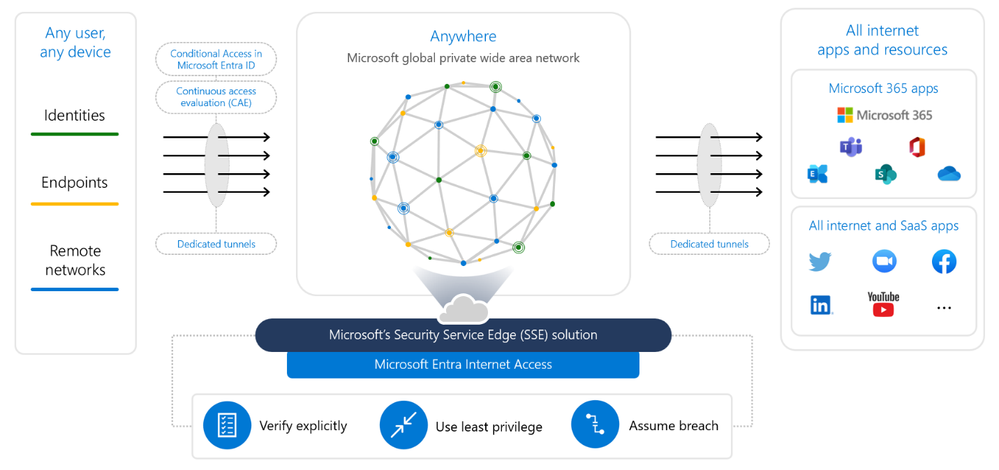 Any user,
any device
Identities
Endpoints
Remote
networks
Conditional Access in
Microsoft Entra ID
Continuous access
evaluation (CAE)
Dedicated tunnels
Anywhere
Microsoft global private wide area network
Dedicated tunnels
All internet
apps and resources
Microsoft 365 apps
Microsoft 365
All internet and SaaS apps
YouTube
...
Microsoft's Security Service Edge (SSE) solution
Microsoft Entra Internet Access
Verify explicitly
Use least privilege
Assume breach